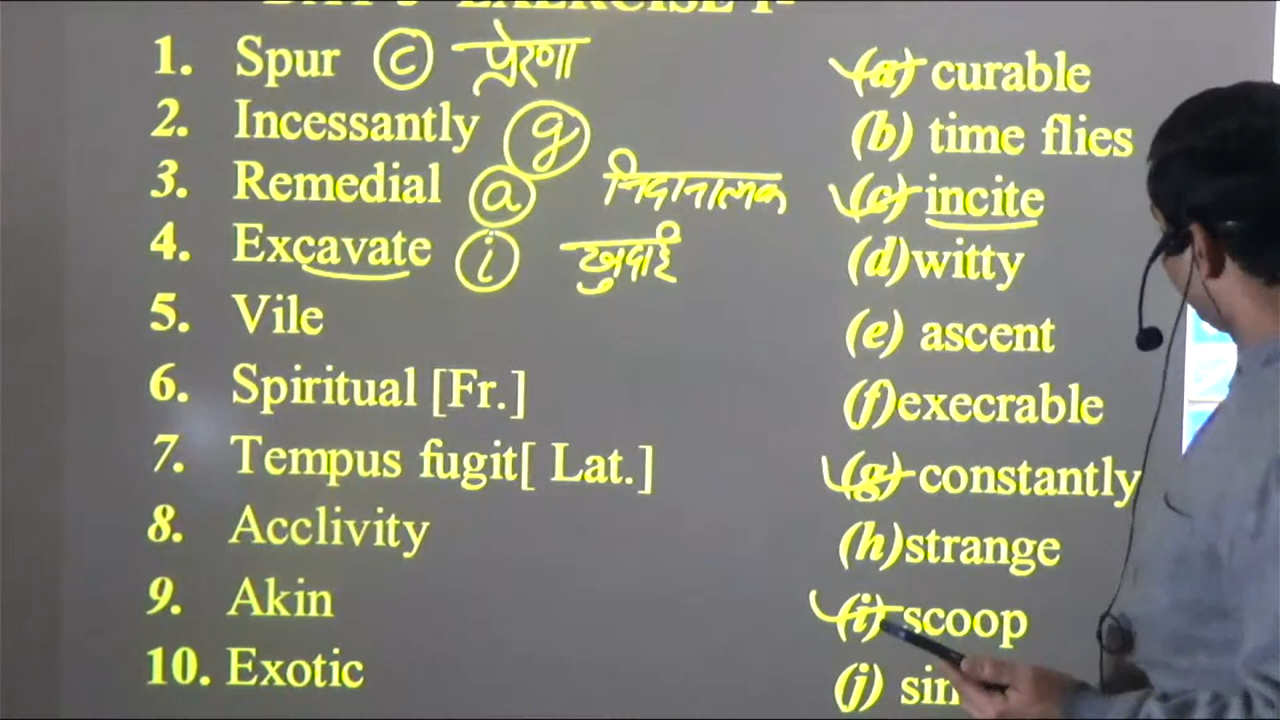 1. Spur (c) प्रेरणा (a) curable
2. Incessantly (g) (b) time flies
3. Remedial (a) निदानात्मक (c) incite
4. Excavate (i) खुदाई (d) witty
5. Vile (e) ascent
6. Spiritual [Fr.] (f) execrable
7. Tempus fugit[ Lat.] (g) constantly
8. Acclivity (h) strange
9. Akin (i) scoop
10. Exotic (j)